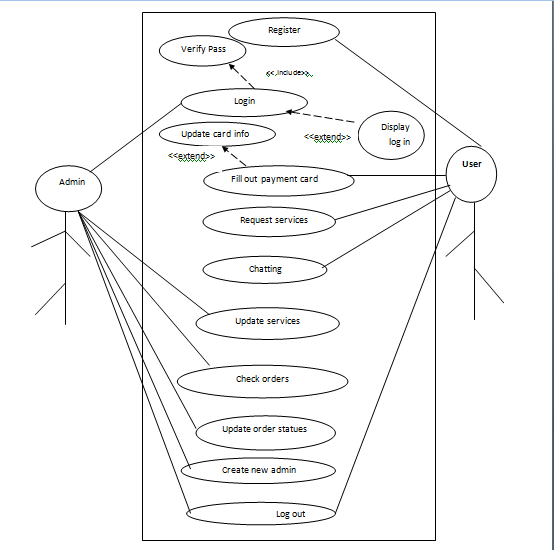 Register
Verify Pass
<<.Include>>.
Login
Display
log in
Update card info
<<extend>>
<<extend>>
User
Fill out payment card
Admin
Request services
Chatting
Update services
Check orders
Update order statues
Create new admin
Log out